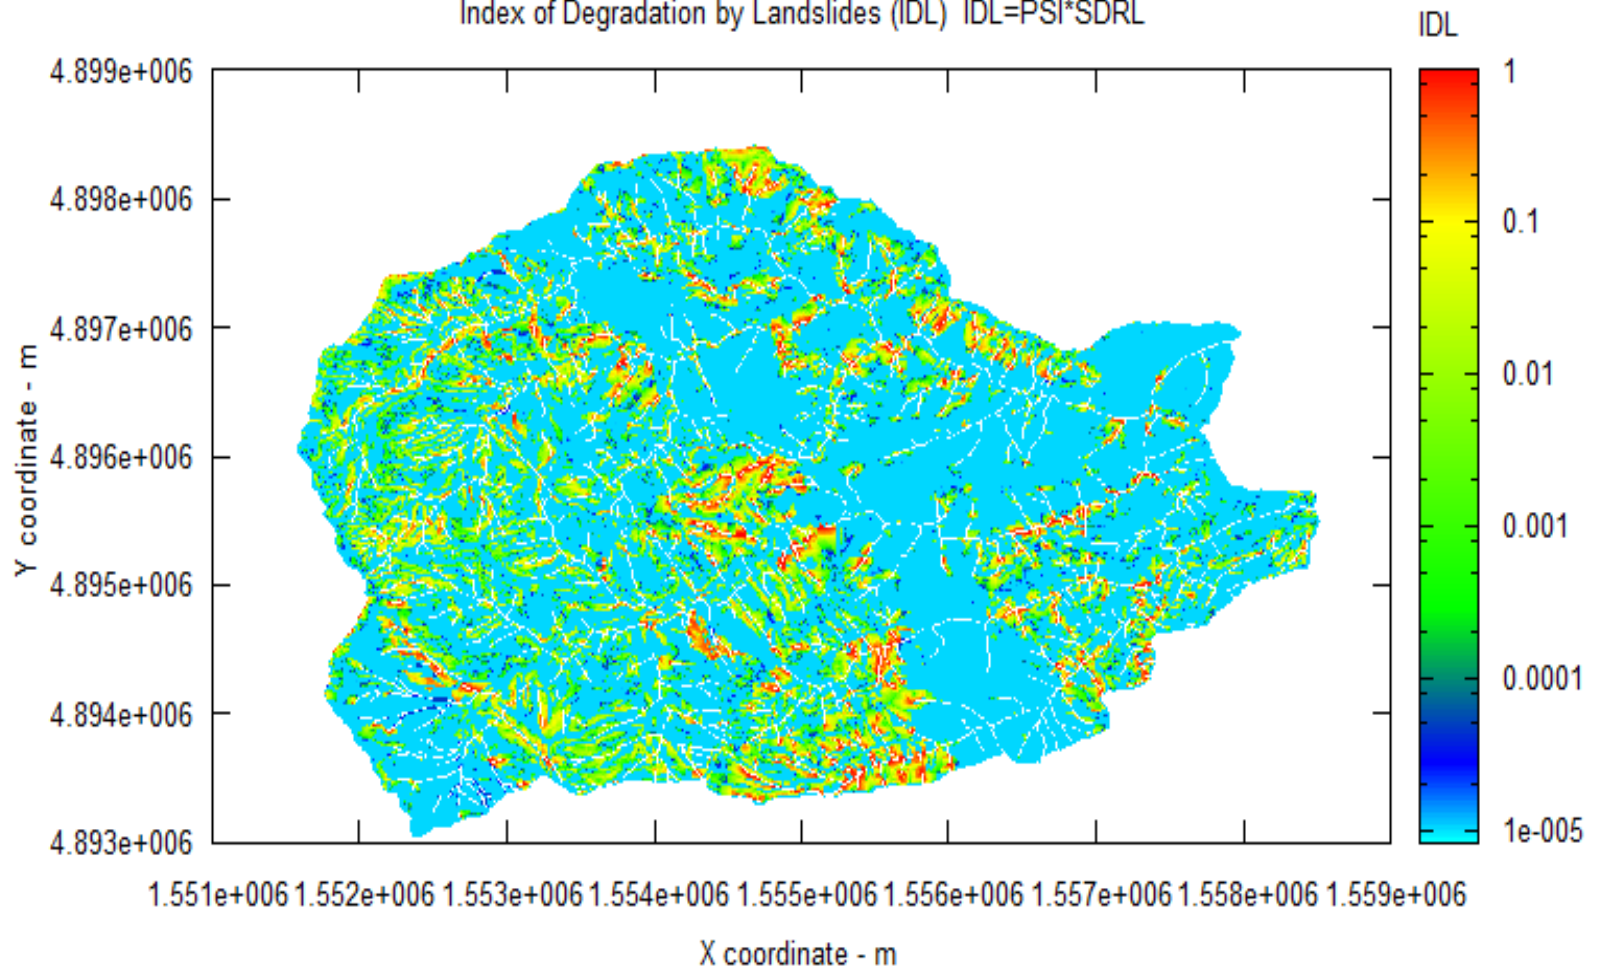 Index of Degradation by Landslides (IDL) IDL=PSI*SDRL
IDL
4.899e+006
4.898e+006
4.897e+006
4.896e+006
4.895e+006
4.894e+006
4.893e+006
Y coordinate - m
1
0.1
0.01
0.001
0.0001
1e-005
1.551e+006 1.552e+006 1.553e+006 1.554e+006 1.555e+006 1.556e+006 1.557e+006 1.558e+006 1.559e+006
X coordinate - m